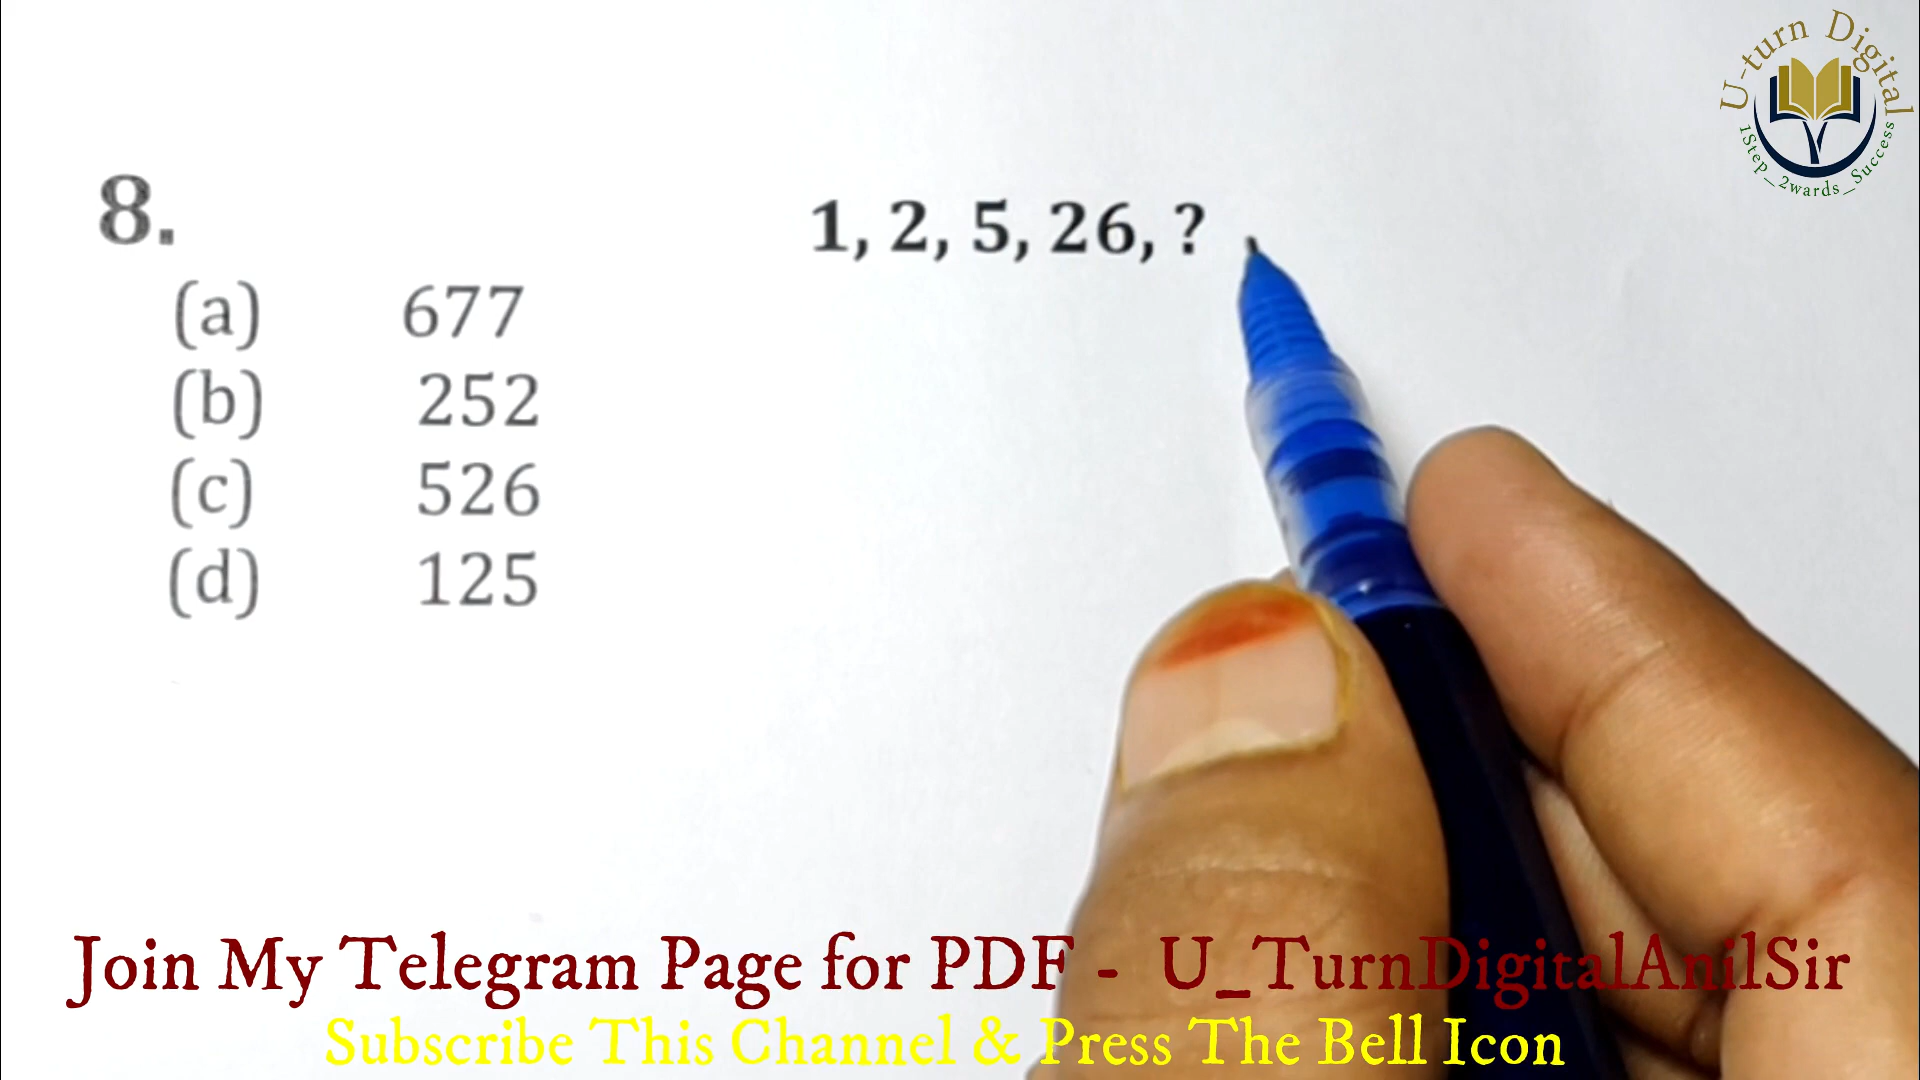 U-turn Digital
1Step_2wards_Success
8. 1, 2, 5, 26, ?
(a) 677
(b) 252
(c) 526
(d) 125
Join My Telegram Page for PDF - U_TurnDigitalAnilSir
Subscribe This Channel & Press The Bell Icon